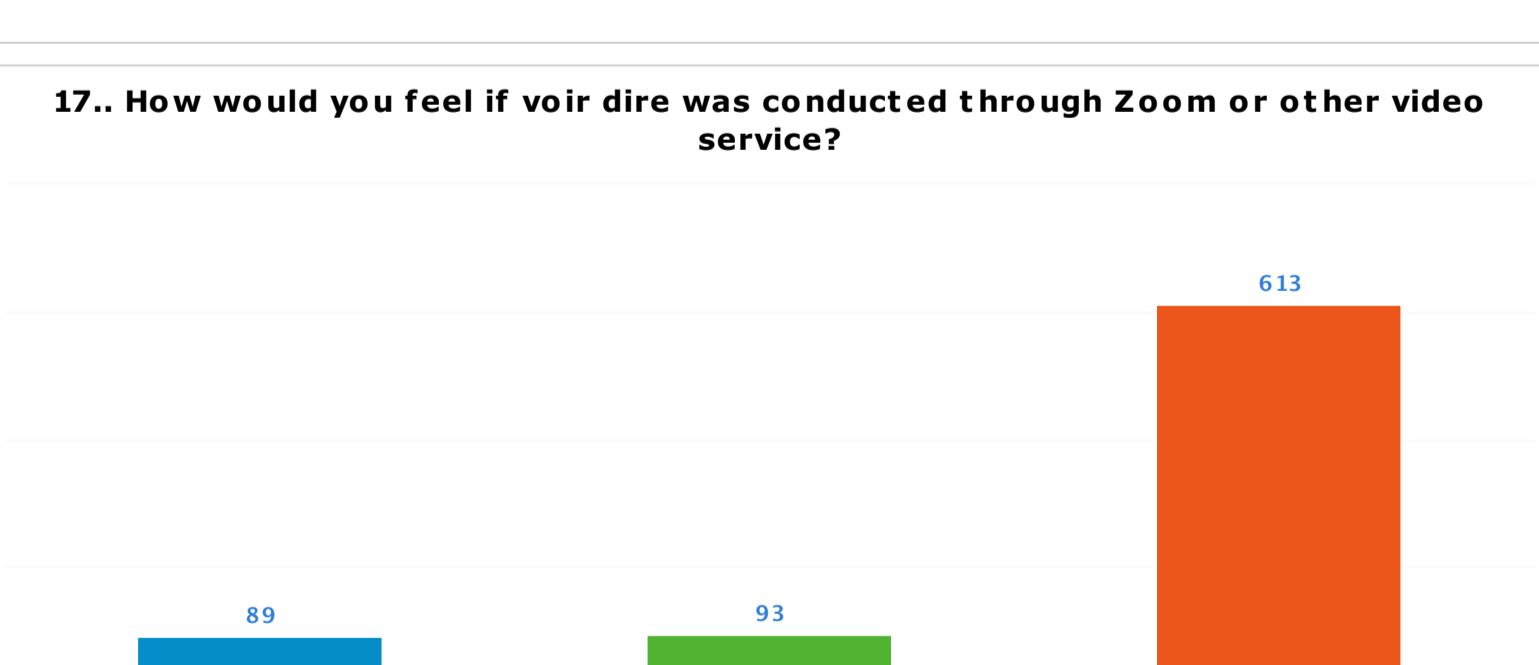 17.. How would you feel if voir dire was conducted through Zoom or other video
service?
613
89
93